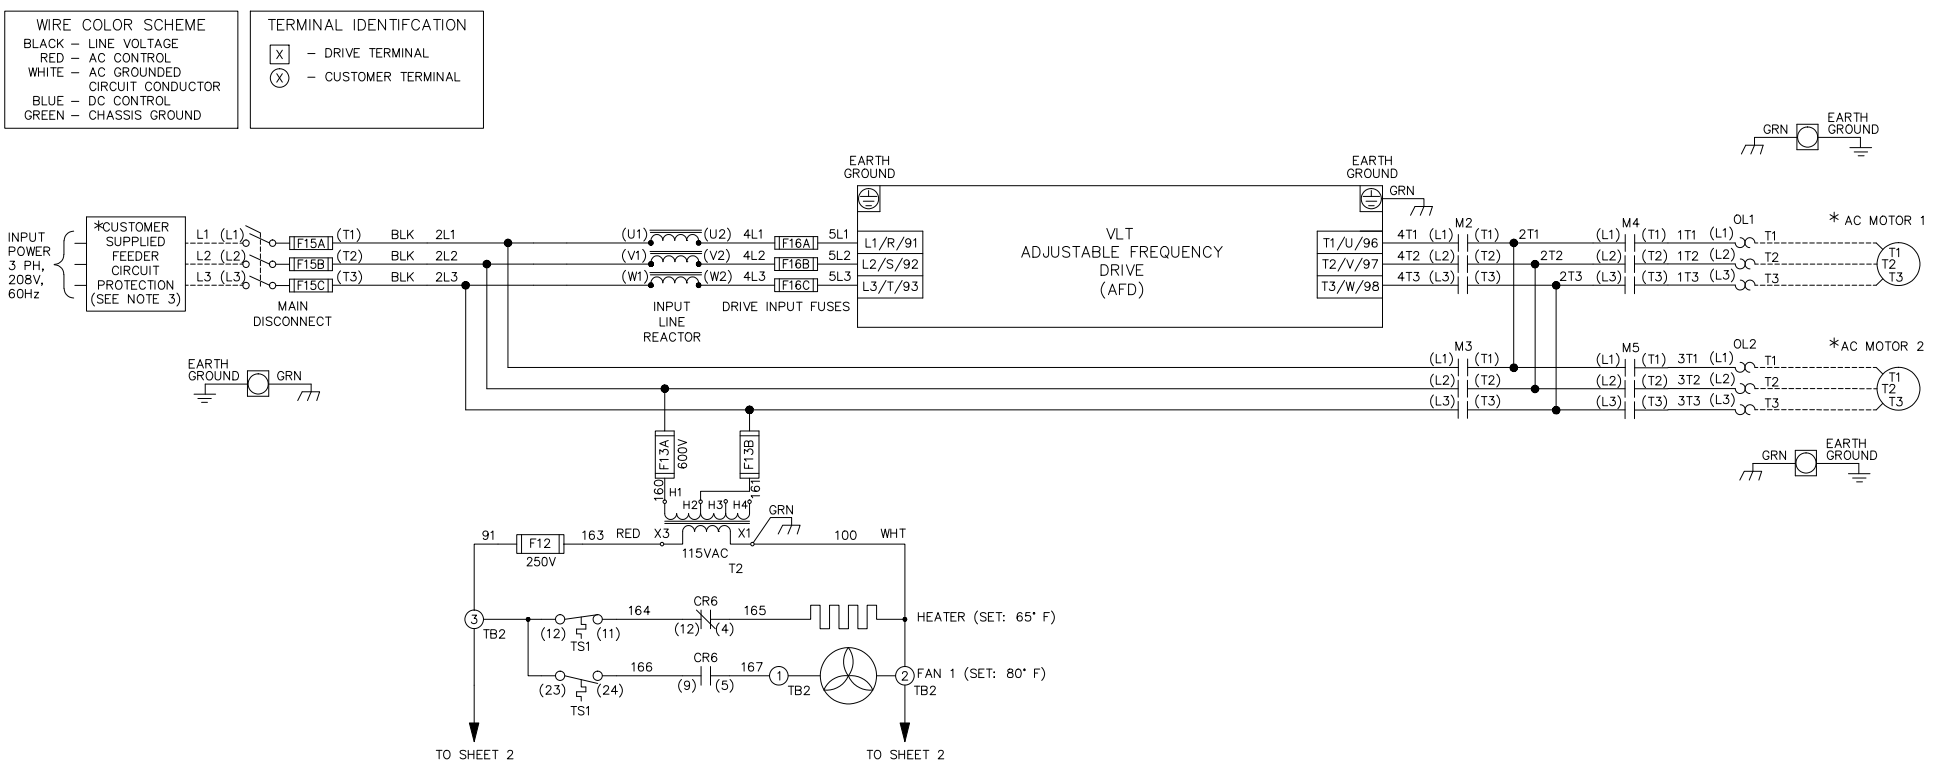 WIRE COLOR SCHEME
BLACK – LINE VOLTAGE
RED – AC CONTROL
WHITE – AC GROUNDED
CIRCUIT CONDUCTOR
BLUE – DC CONTROL
GREEN – CHASSIS GROUND
TERMINAL IDENTIFCATION
X – DRIVE TERMINAL
X – CUSTOMER TERMINAL
INPUT
POWER
3 PH,
208V,
60Hz
*CUSTOMER
SUPPLIED
FEEDER
CIRCUIT
PROTECTION
(SEE NOTE 3)
L1 (L1) F15A (T1) BLK 2L1
L2 (L2) F15B (T2) BLK 2L2
L3 (L3) F15C (T3) BLK 2L3
MAIN
DISCONNECT
(U1) (U2) 4L1 F16A 5L1
(V1) (V2) 4L2 F16B 5L2
(W1) (W2) 4L3 F16C 5L3
INPUT
LINE
REACTOR
DRIVE INPUT FUSES
EARTH
GROUND
L1/R/91
L2/S/92
L3/T/93
VLT
ADJUSTABLE FREQUENCY
DRIVE
(AFD)
EARTH
GROUND
GRN
T1/U/96
T2/V/97
T3/W/98
M2 M4 OL1
4T1 (L1) (T1) 2T1 (L1) (T1) 1T1 (L1) T1
4T2 (L2) (T2) 2T2 (L2) (T2) 1T2 (L2) T2
4T3 (L3) (T3) 2T3 (L3) (T3) 1T3 (L3) T3
* AC MOTOR 1
T1
T2
T3
GRN
EARTH
GROUND
M3 M5 OL2
(L1) (T1) (L1) (T1) 3T1 (L1) T1
(L2) (T2) (L2) (T2) 3T2 (L2) T2
(L3) (T3) (L3) (T3) 3T3 (L3) T3
*AC MOTOR 2
T1
T2
T3
GRN
EARTH
GROUND
EARTH
GROUND
GRN
F13A
600V
F13B
160
161
H1
H2 H3 H4
GRN
91 F12 163 RED X3 X1 100 WHT
250V
115VAC
T2
3
TB2
(12) (11)
TS1
164
CR6
(12) (4)
165
HEATER (SET: 65° F)
(23) (24)
TS1
166
CR6
(9) (5)
167
1
TB2
2
TB2
FAN 1 (SET: 80° F)
TO SHEET 2
TO SHEET 2